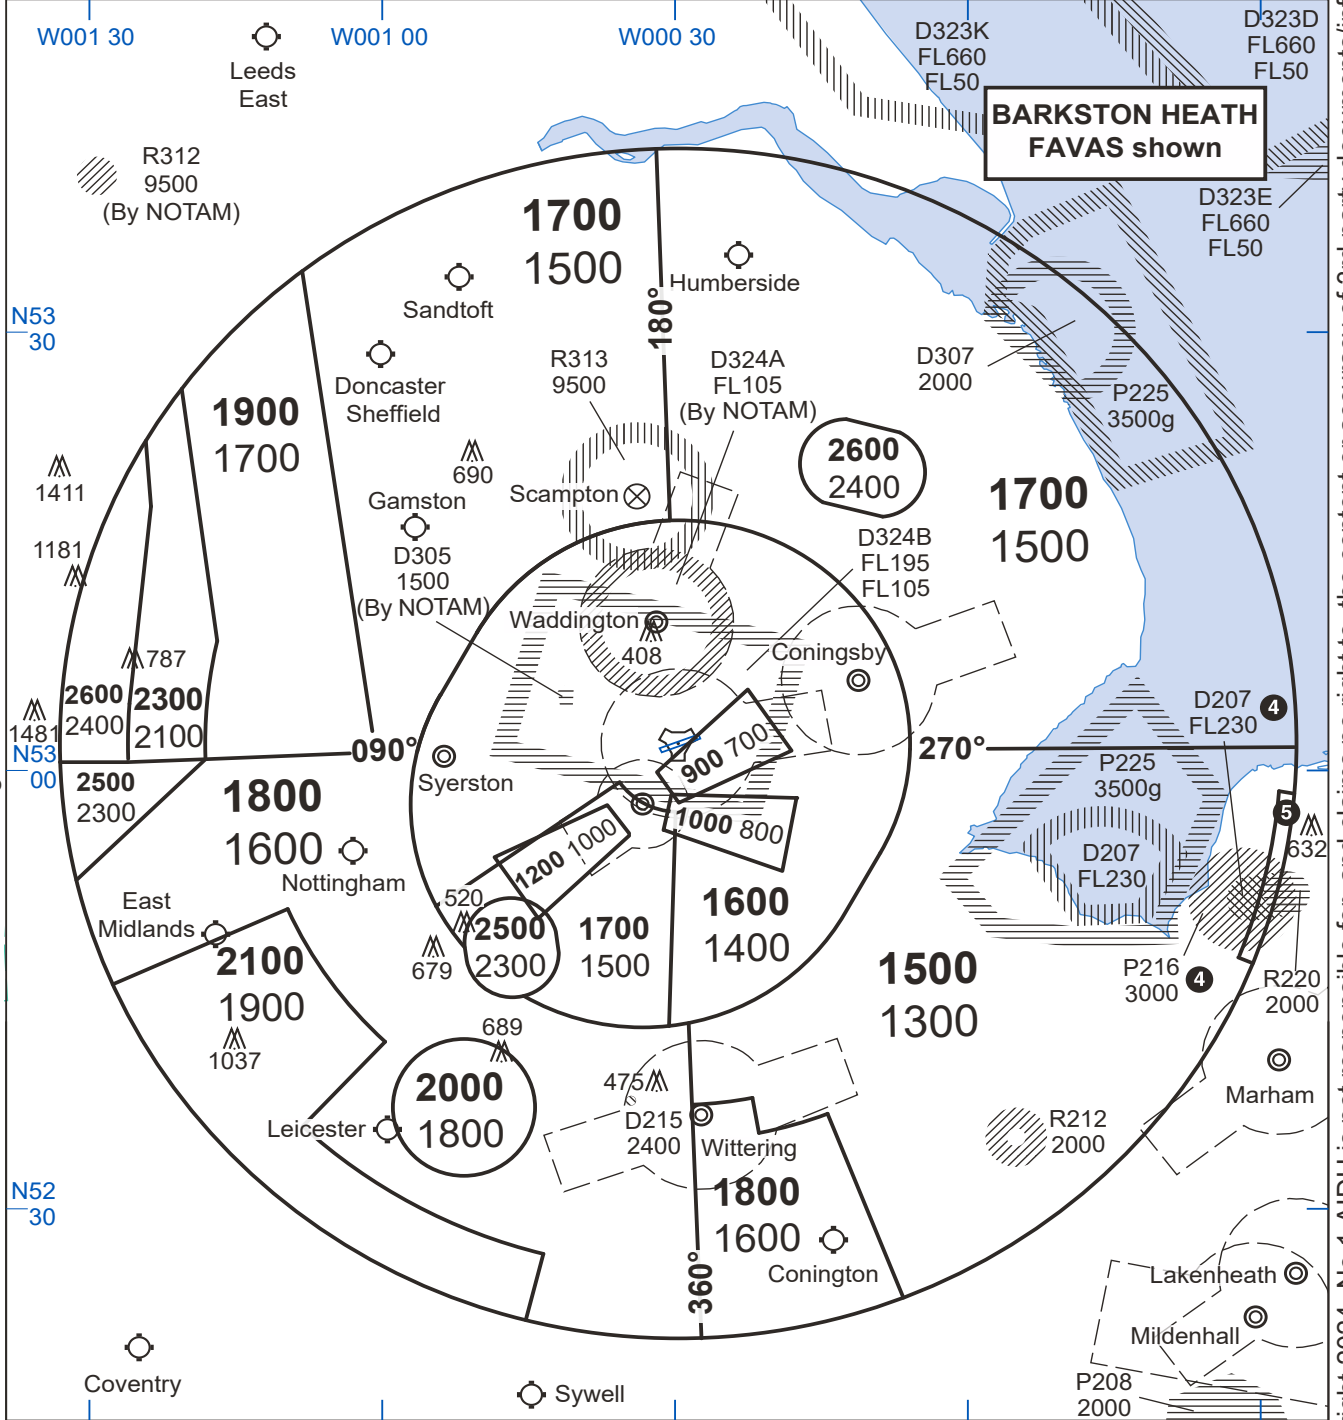 W001 30
W001 00
W000 30
Leeds
East
D323K
FL660
FL50
D323D
FL660
FL50
BARKSTON HEATH
FAVAS shown
R312
9500
(By NOTAM)
D323E
FL660
FL50
1700
1500
Humberside
Sandtoft
180°
N53
30
Doncaster
Sheffield
R313
9500
D324A
FL105
(By NOTAM)
D307
2000
P225
3500g
1900
1700
690
2600
2400
1411
Gamston
Scampton
1700
1500
1181
D305
1500
(By NOTAM)
D324B
FL195
FL105
Waddington
408
Coningsby
787
2600
2400
2300
2100
D207
FL230
4
1481
N53
00
090°
Syerston
900 700
270°
2500
2300
1800
1600
P225
3500g
5
632
1000 800
1200 1000
Nottingham
D207
FL230
East
Midlands
520
679
2500
2300
1700
1500
1600
1400
2100
1900
1500
1300
P216
3000
4
R220
2000
1037
689
2000
1800
475
D215
2400
Wittering
Marham
Leicester
R212
2000
N52
30
1800
1600
Conington
360°
Lakenheath
Mildenhall
Coventry
Sywell
P208
2000